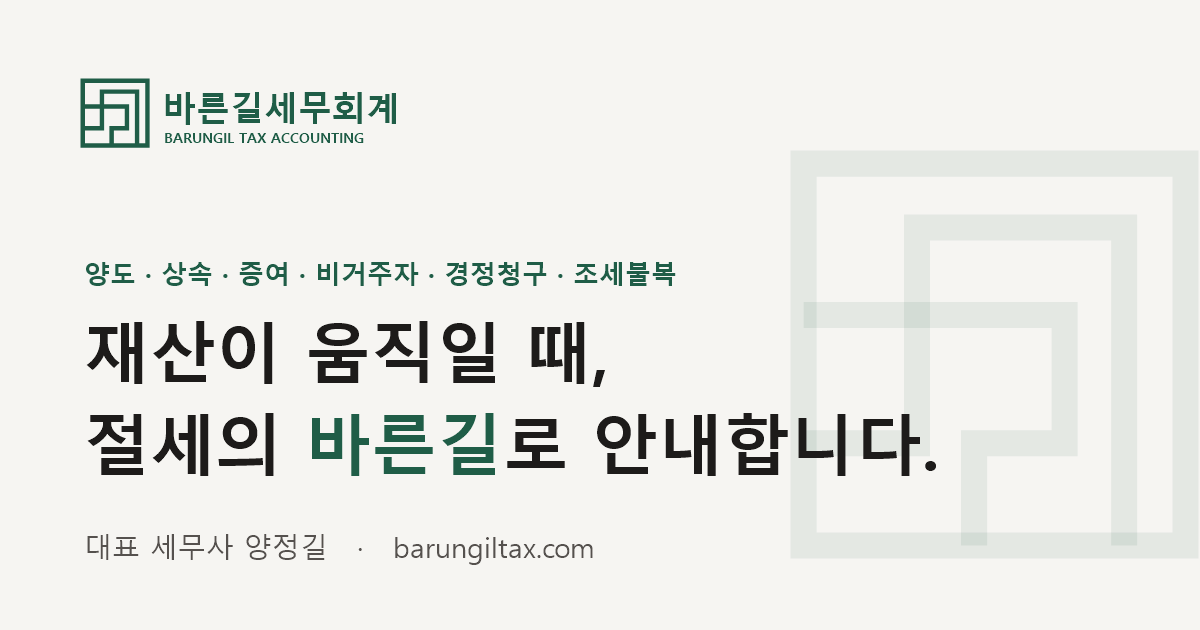 바른길세무회계
BARUNGIL TAX ACCOUNTING
양도 · 상속 · 증여 · 비거주자 · 경정청구 · 조세불복
재산이 움직일 때,
절세의 바른길로 안내합니다.
대표 세무사 양정길 · barungiltax.com